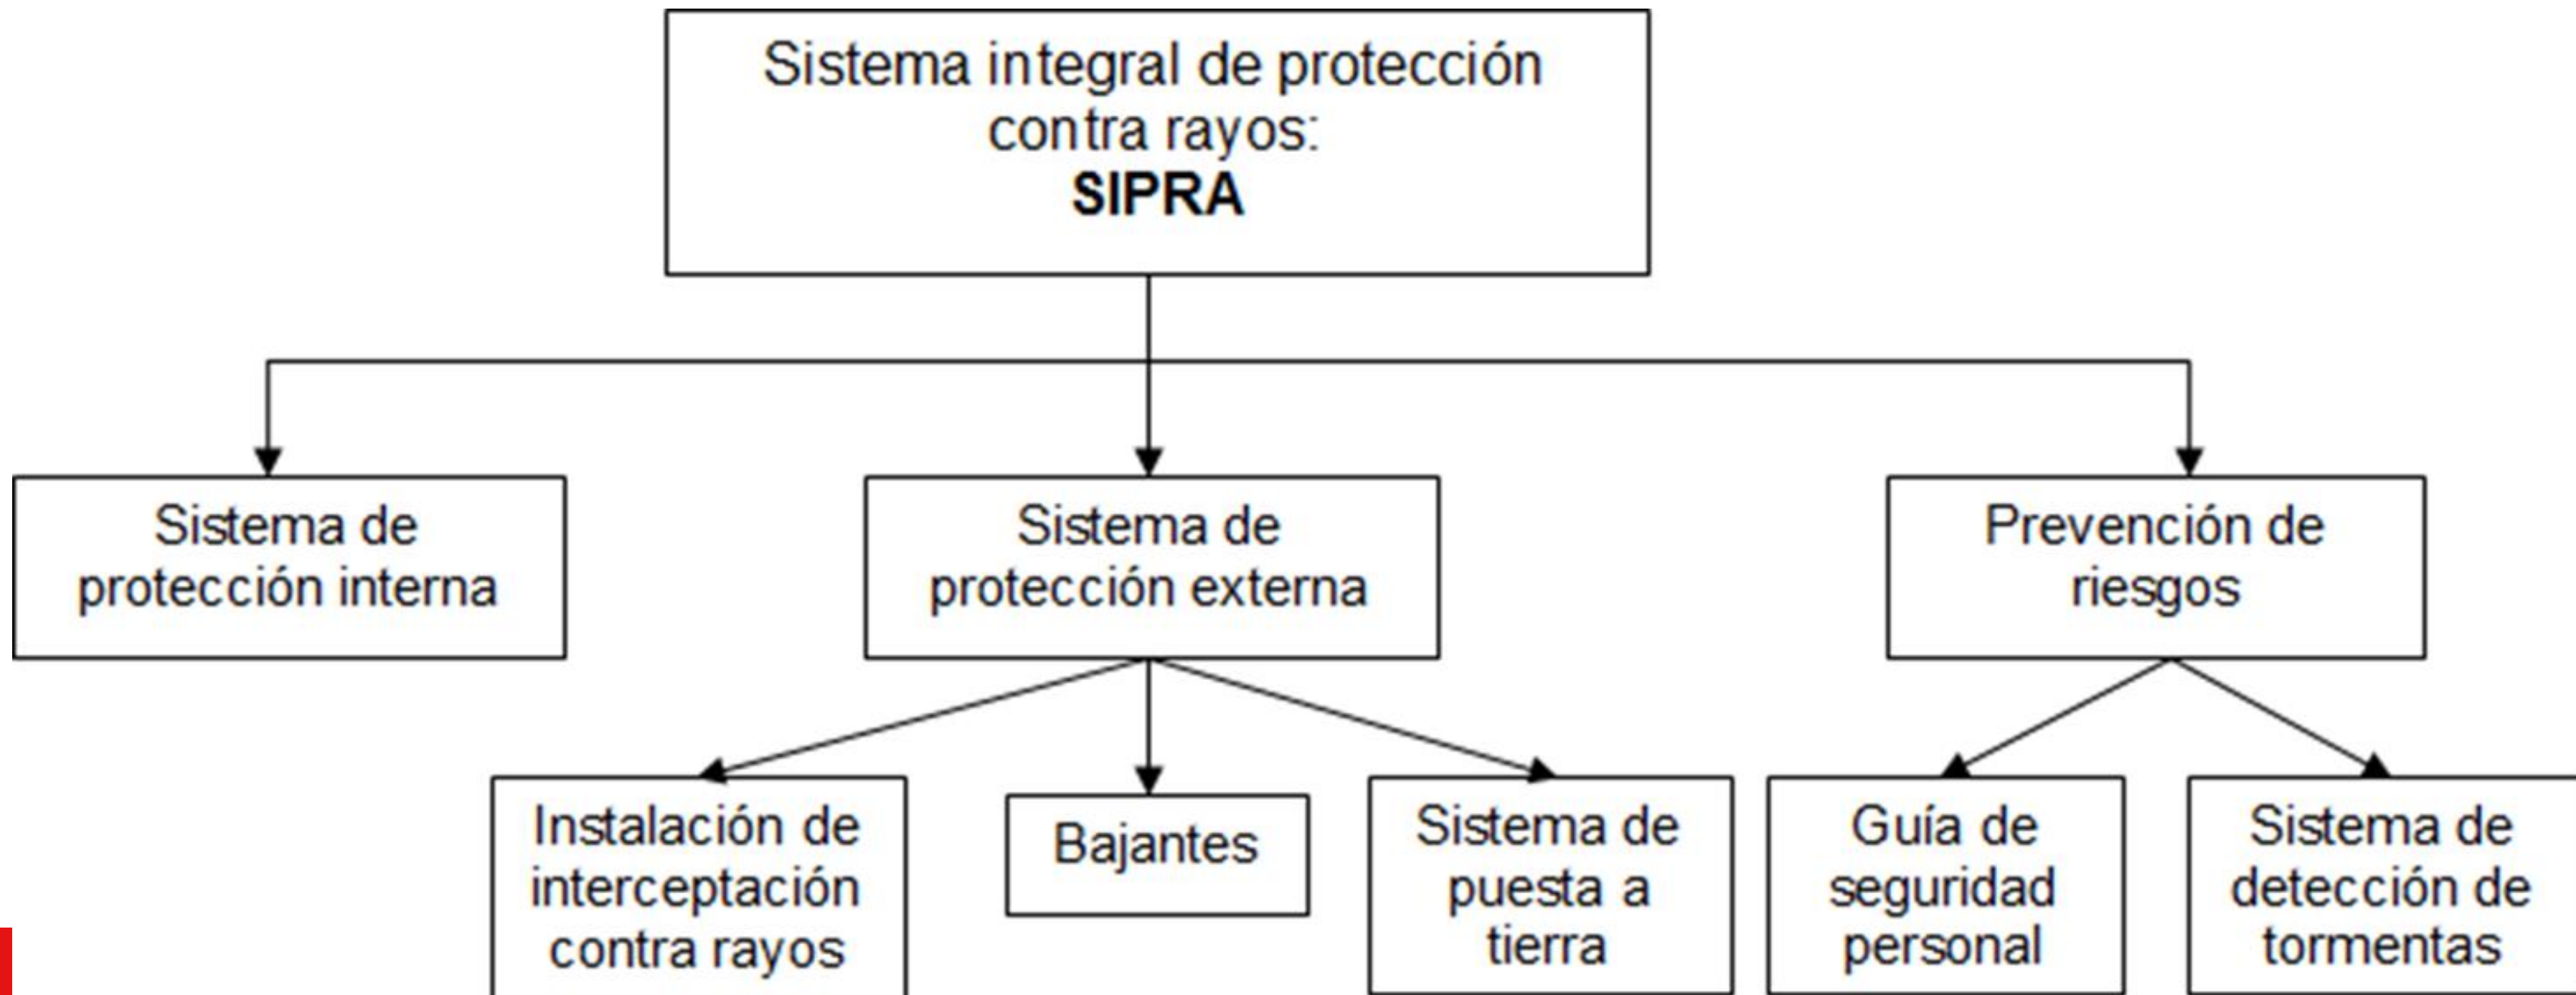 Sistema integral de protección
contra rayos:
SIPRA
Sistema de
protección interna
Sistema de
protección externa
Prevención de
riesgos
Instalación de
interceptación
contra rayos
Bajantes
Sistema de
puesta a
tierra
Guía de
seguridad
personal
Sistema de
detección de
tormentas